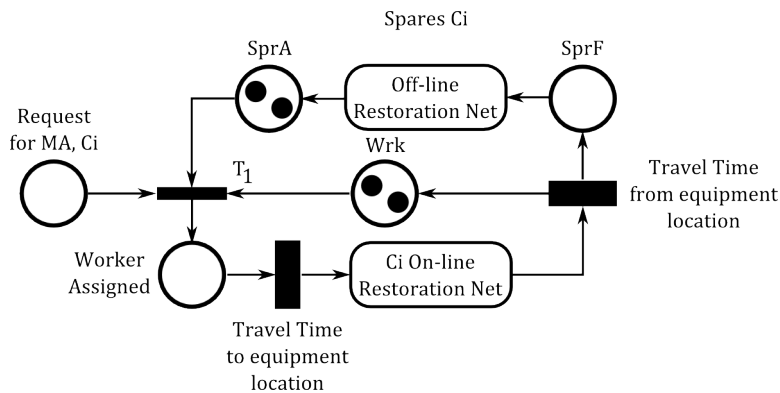 Spares Ci
SprA
SprF
Off-line
Restoration Net
Request
for MA, Ci
Wrk
T1
Travel Time
from equipment
location
Worker
Assigned
Ci On-line
Restoration Net
Travel Time
to equipment
location